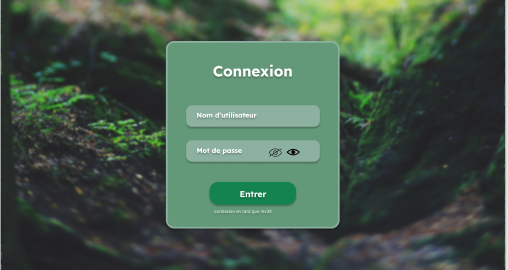 Connexion
Nom d'utilisateur
Mot de passe
Entrer
connexion en tant que invité